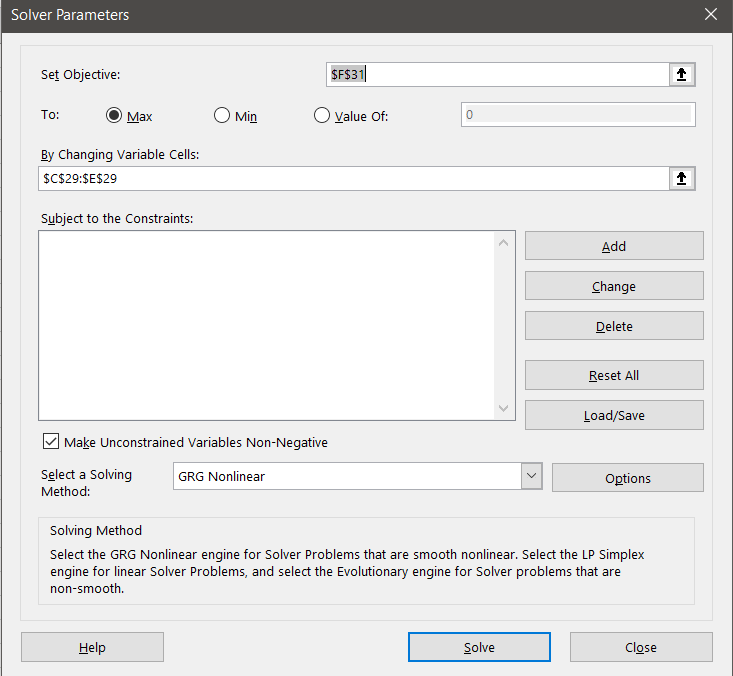 Solver Parameters
Set Objective:
$F$31
To:
Max
Min
Value Of:
0
By Changing Variable Cells:
$C$29:$E$29
Subject to the Constraints:
Add
Change
Delete
Reset All
Load/Save
Make Unconstrained Variables Non-Negative
Select a Solving
Method:
GRG Nonlinear
Options
Solving Method
Select the GRG Nonlinear engine for Solver Problems that are smooth nonlinear. Select the LP Simplex
engine for linear Solver Problems, and select the Evolutionary engine for Solver problems that are
non-smooth.
Help
Solve
Close